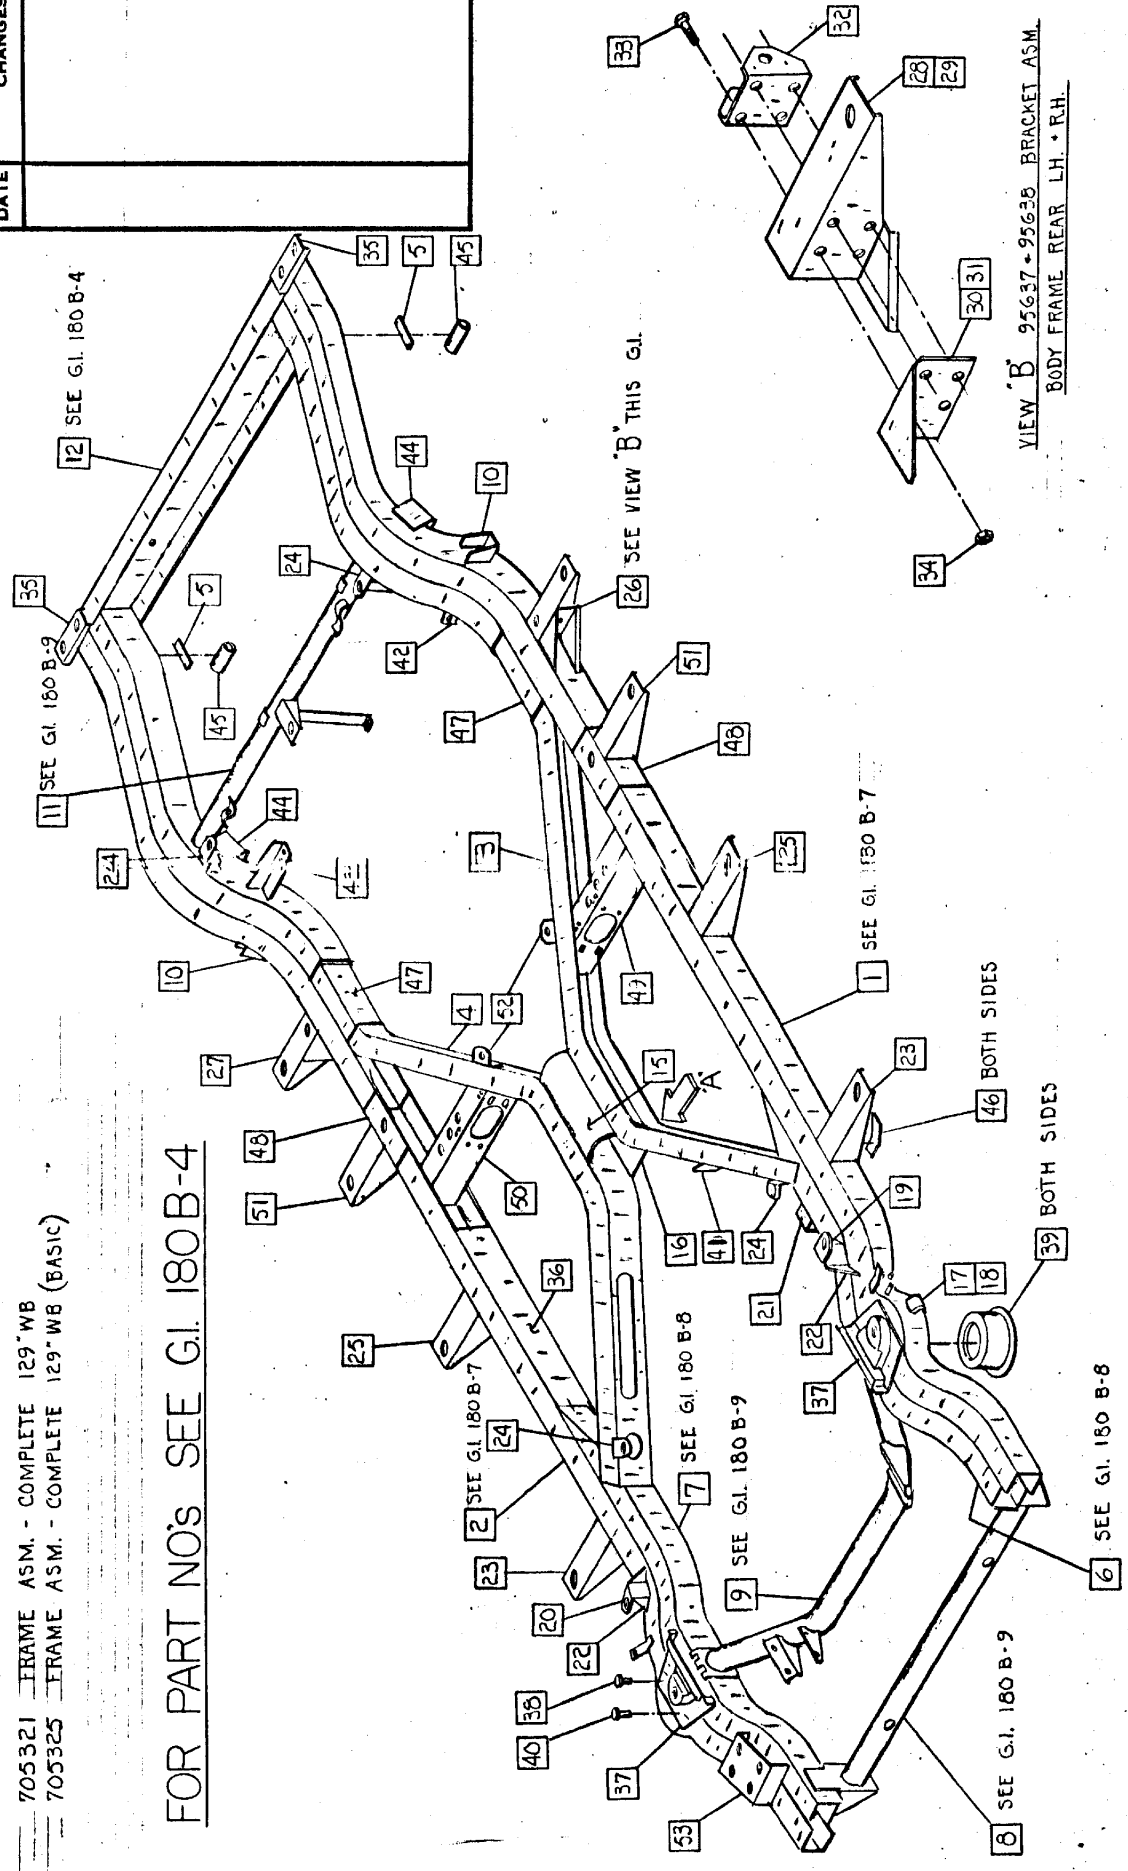 DATE
CHANGES
705321 FRAME ASM. - COMPLETE 129" WB
705325 FRAME ASM. - COMPLETE 129" WB (BASIC)
FOR PART NO'S SEE G.I. 180B-4
12 SEE G.I. 180 B-4
35
35
11 SEE G.I. 180 B-9
5
45
5
45
24
44
10
24
44
42
10
47
4
52
27
48
51
50
25
36
2 SEE G.I. 180 B-7
24
23
20
22
38
40
37
53
7 SEE G.I. 180 B-8
9 SEE G.I. 180 B-9
8 SEE G.I. 180 B-9
6 SEE G.I. 180 B-8
47
3
26 SEE VIEW "B" THIS G.I.
51
48
25
49
1 SEE G.I. 180 B-7
15
"A"
16
41
24
21
19
22
37
17
18
23
46 BOTH SIDES
39 BOTH SIDES
33
32
28
29
30 31
34
VIEW "B" 95637 + 95638 BRACKET ASM.
BODY FRAME REAR LH. + RH.